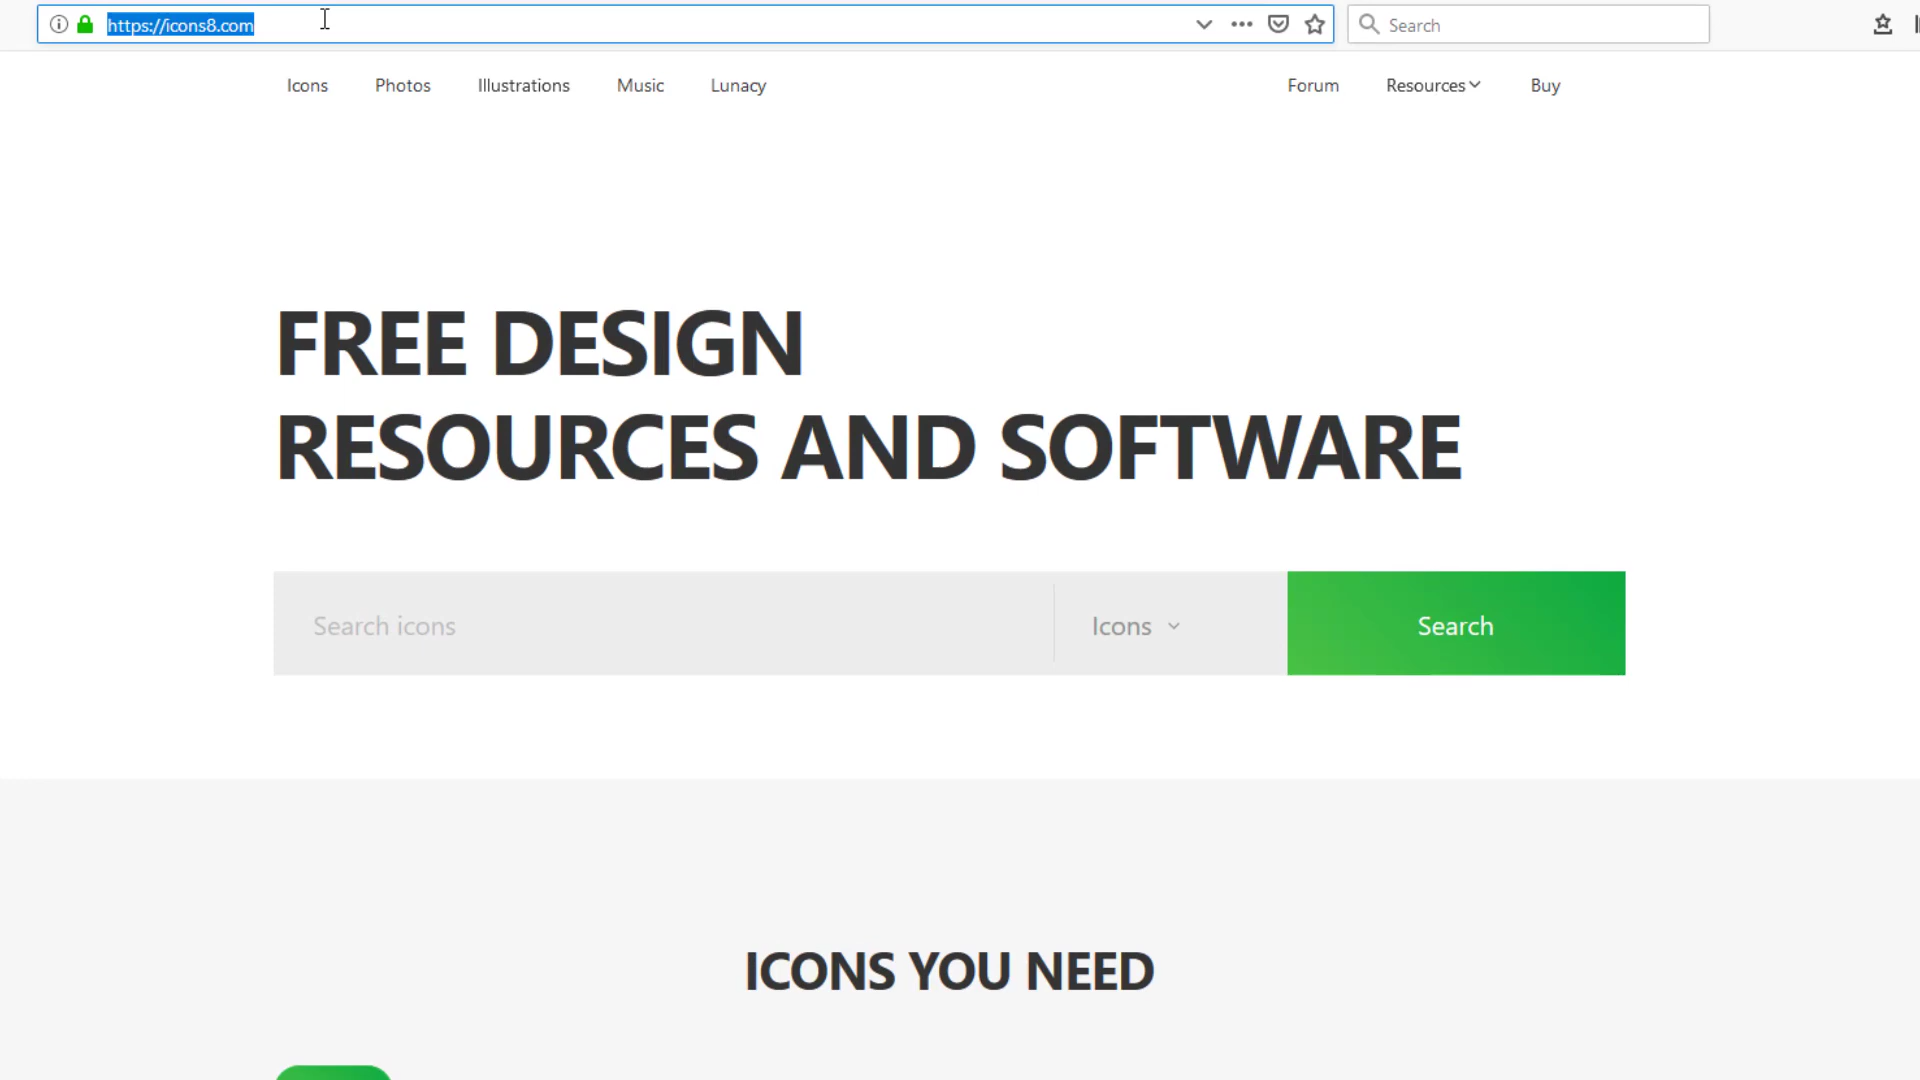 https://icons8.com
Search
Icons Photos Illustrations Music Lunacy Forum Resources Buy
FREE DESIGN
RESOURCES AND SOFTWARE
Search icons Icons Search
ICONS YOU NEED